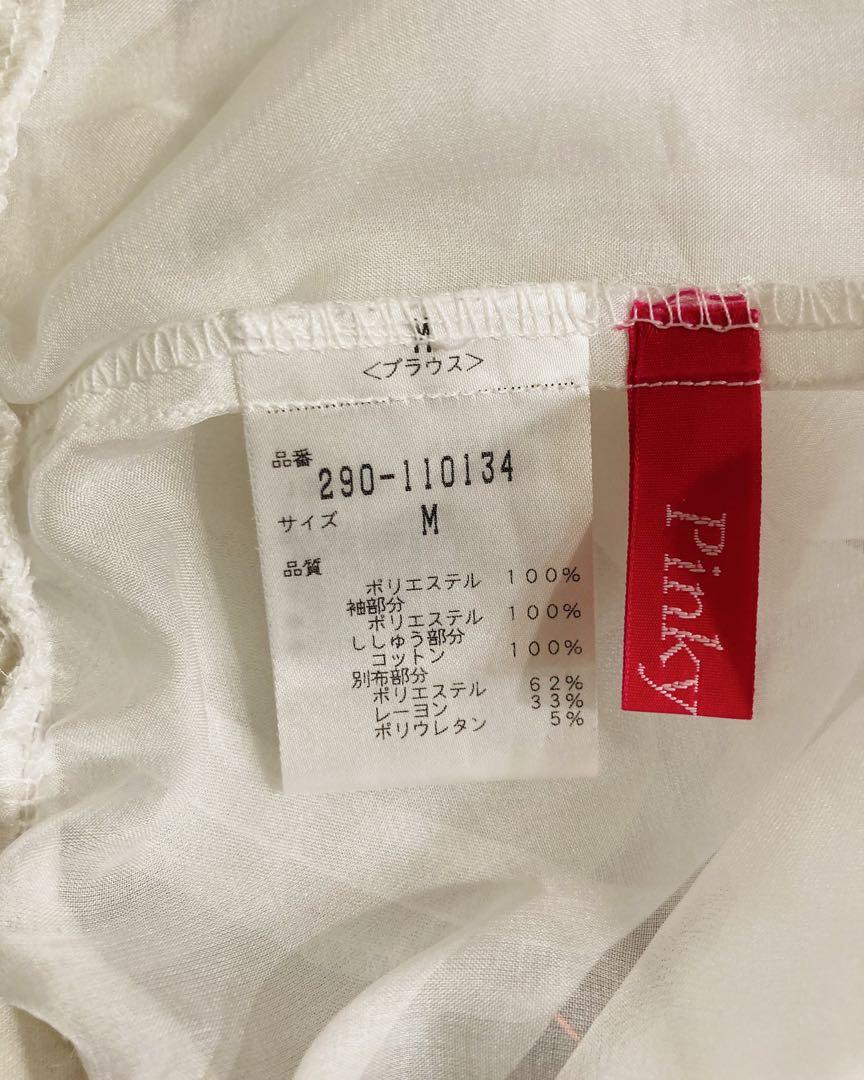 <ブラウス>
品番
290-110134
サイズ M
品質
ポリエステル 100%
袖部分
ポリエステル 100%
ししゅう部分
コットン 100%
別布部分
ポリエステル 62%
レーヨン 33%
ポリウレタン 5%
Pinky